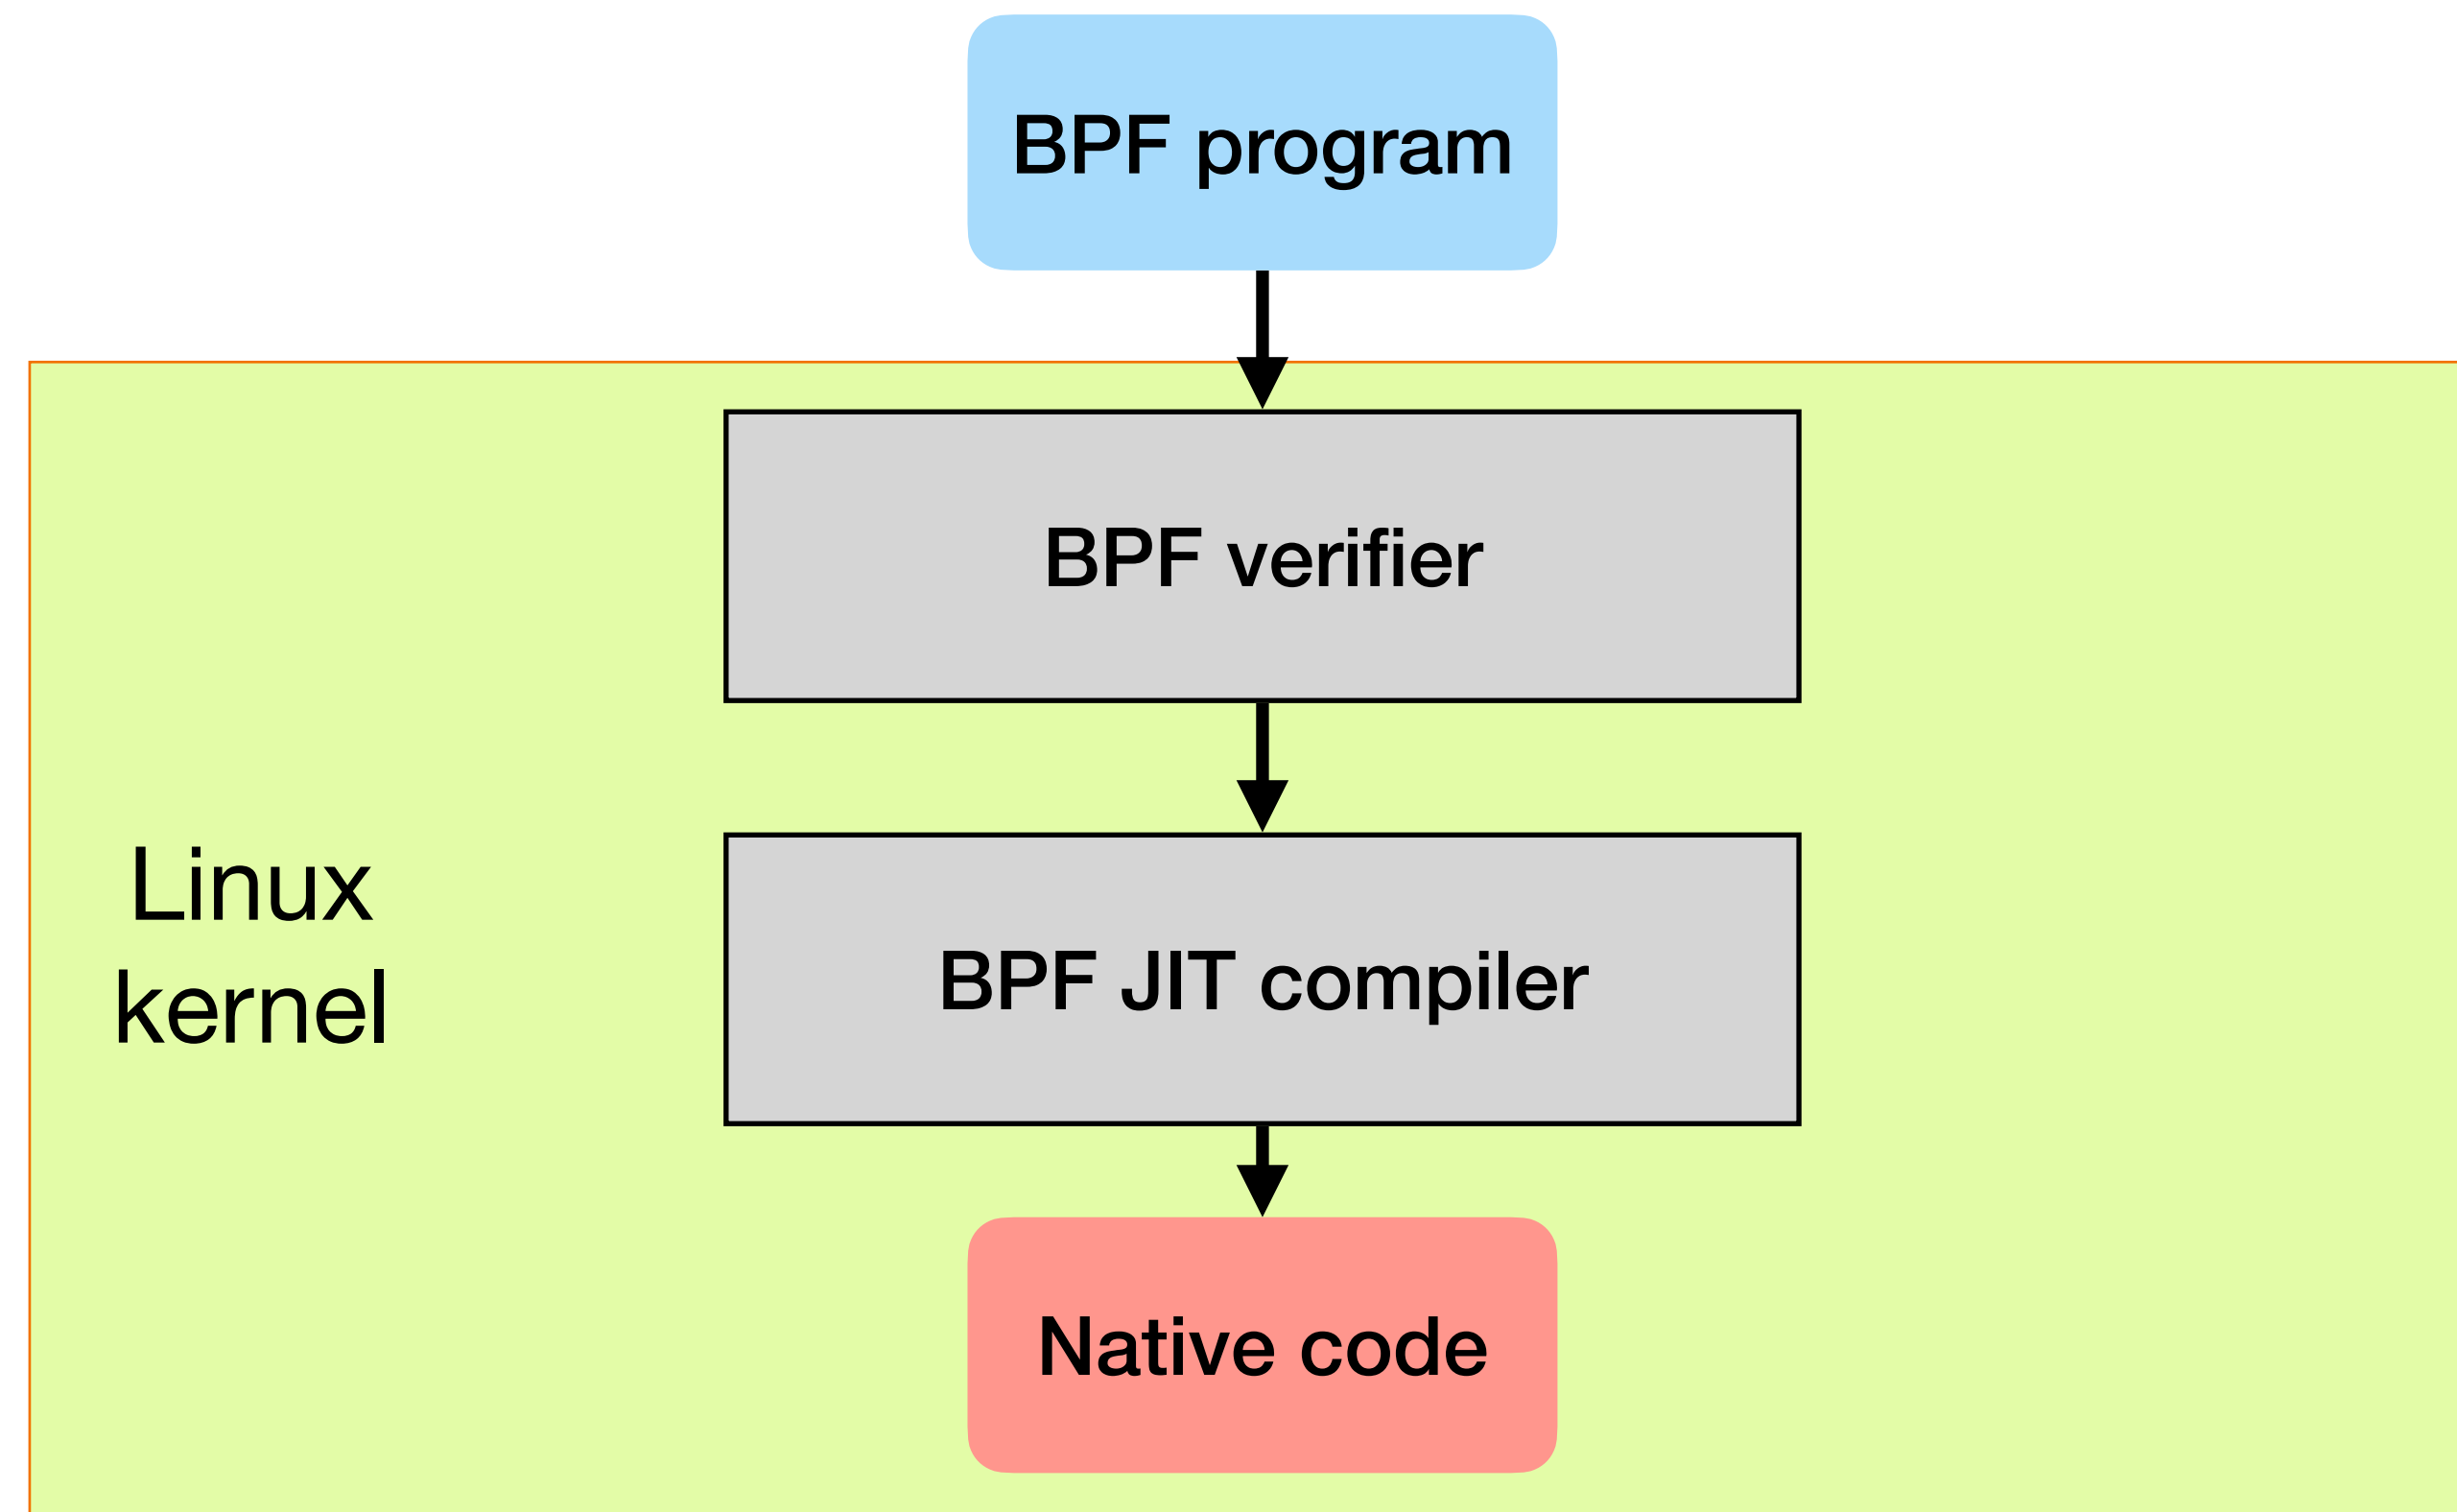 BPF program
BPF verifier
BPF JIT compiler
Linux
kernel
Native code